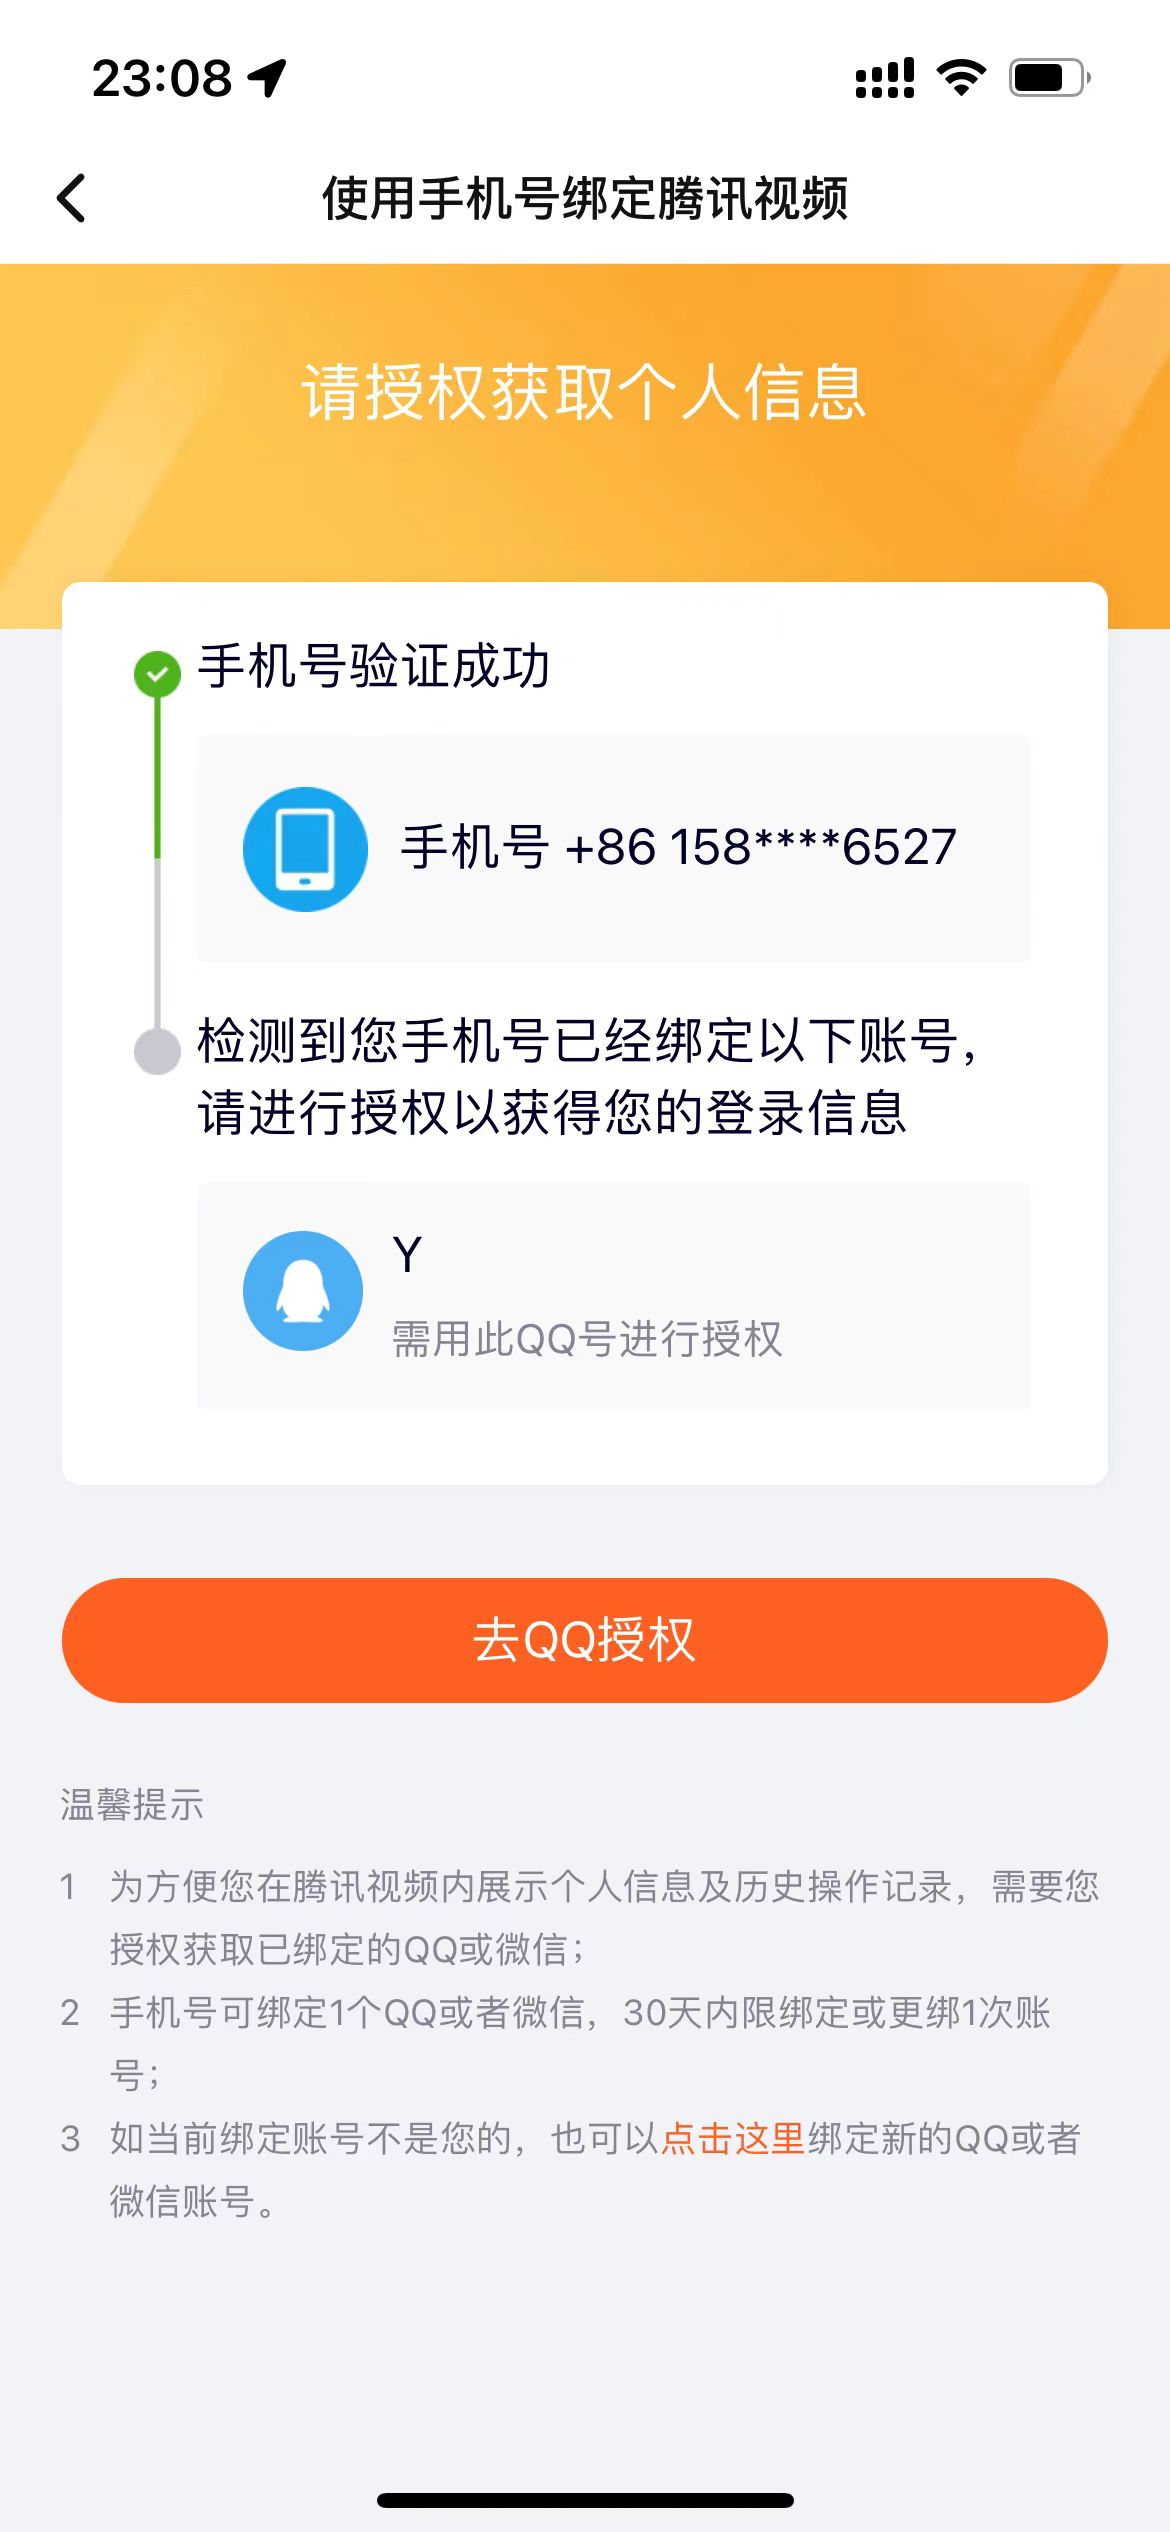 23:08
使用手机号绑定腾讯视频
请授权获取个人信息
手机号验证成功
手机号 +86 158****6527
检测到您手机号已经绑定以下账号，
请进行授权以获得您的登录信息
Y
需用此QQ号进行授权
去QQ授权
温馨提示
1 为方便您在腾讯视频内展示个人信息及历史操作记录，需要您
授权获取已绑定的QQ或微信；
2 手机号可绑定1个QQ或者微信，30天内限绑定或更绑1次账
号；
3 如当前绑定账号不是您的，也可以点击这里绑定新的QQ或者
微信账号。